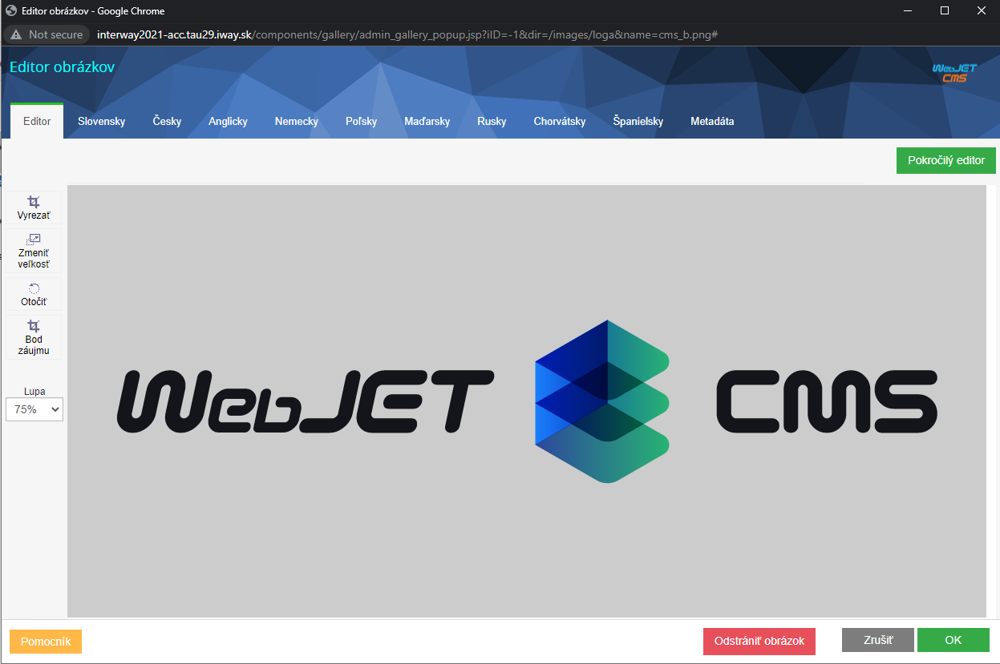 Editor obrázkov - Google Chrome
Not secure interway2021-acc.tau29.iway.sk/components/gallery/admin_gallery_popup.jsp?iID=-1&dir=/images/loga&name=cms_b.png#
Editor obrázkov
WebJET
CMS
Editor Slovensky Česky Anglicky Nemecky Poľsky Maďarsky Rusky Chorvátsky Španielsky Metadáta
Pokročilý editor
Vyrezať
Zmeniť
veľkosť
Otočiť
Bod
záujmu
Lupa
75%
WebJET CMS
Pomocník Odstrániť obrázok Zrušiť OK